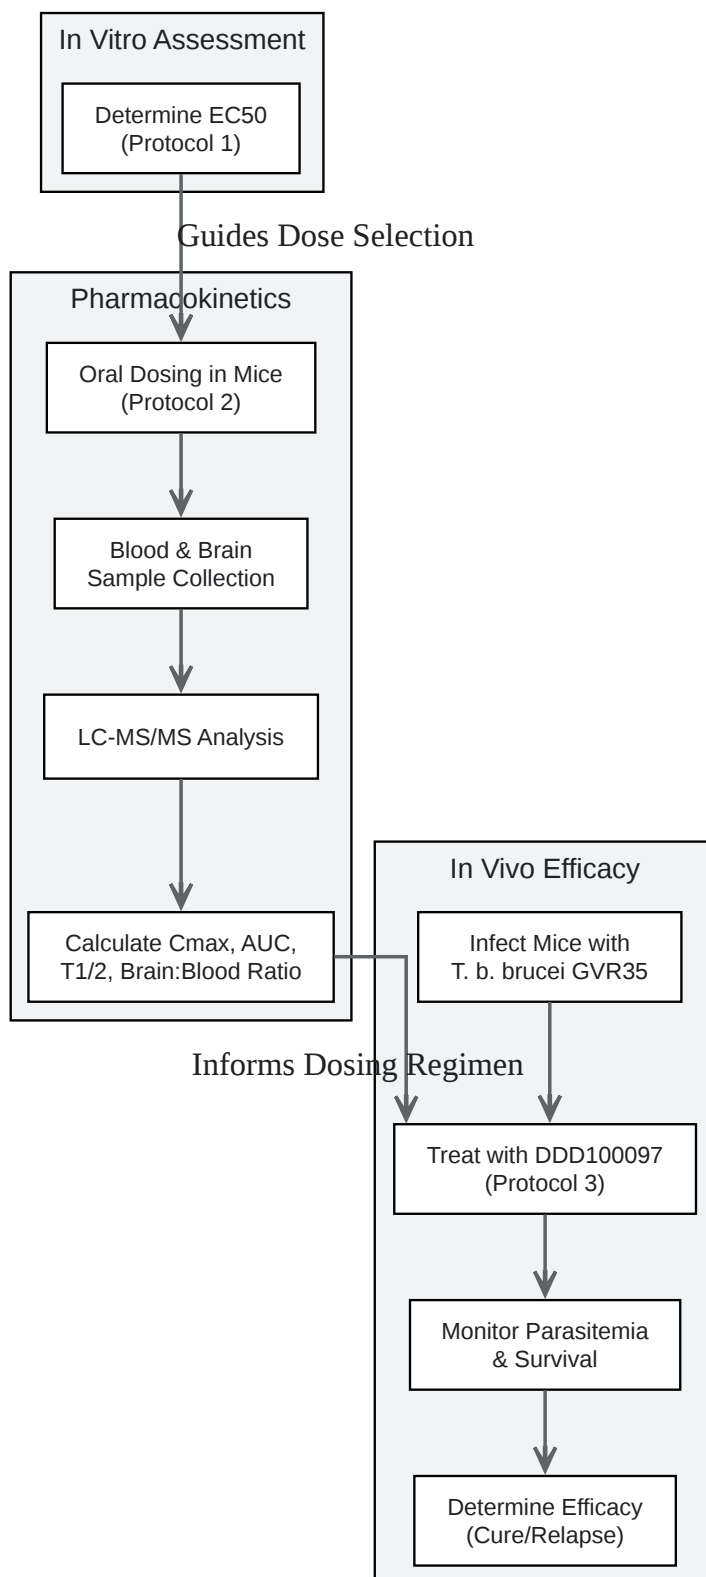 In Vitro Assessment
Determine EC50
(Protocol 1)
Guides Dose Selection
Pharmacokinetics
Oral Dosing in Mice
(Protocol 2)
Blood & Brain
Sample Collection
LC-MS/MS Analysis
Calculate Cmax, AUC,
T1/2, Brain:Blood Ratio
In Vivo Efficacy
Infect Mice with
T. b. brucei GVR35
Informs Dosing Regimen
Treat with DDD100097
(Protocol 3)
Monitor Parasitemia
& Survival
Determine Efficacy
(Cure/Relapse)